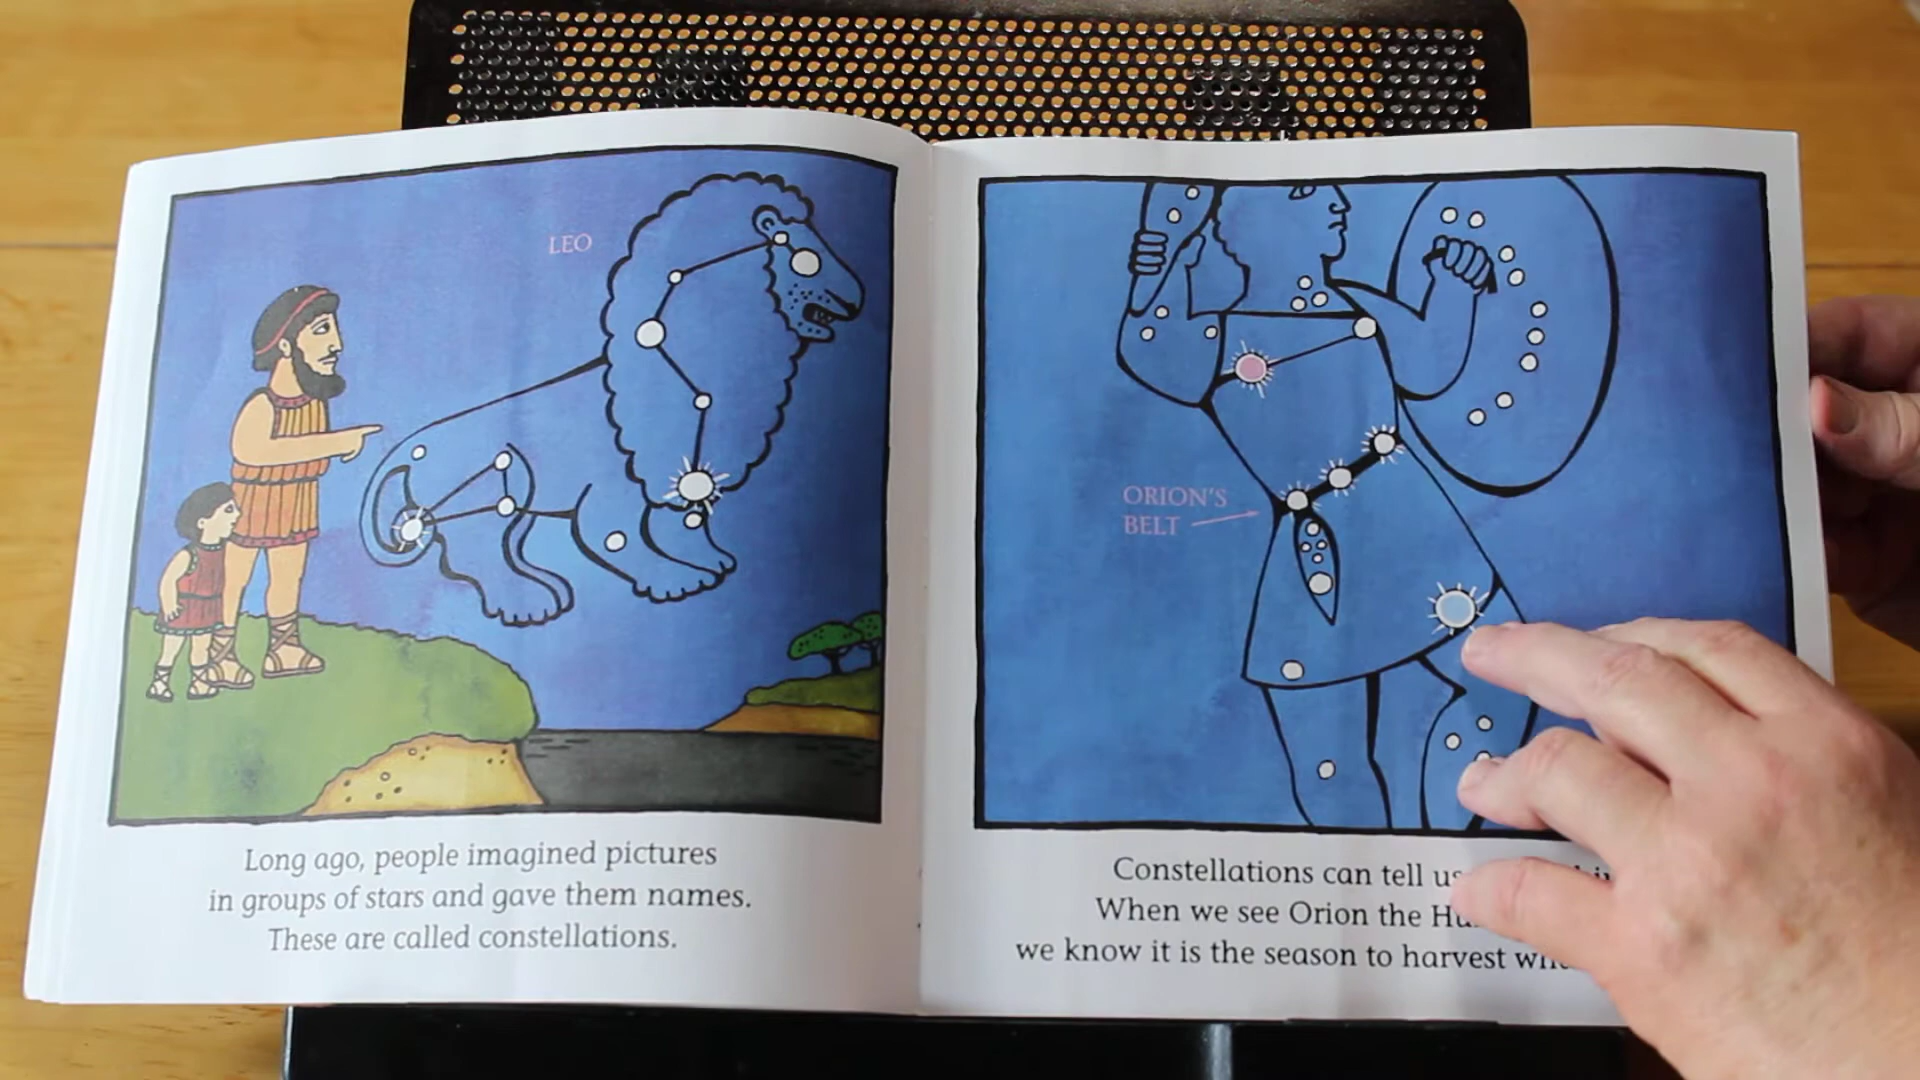 LEO
Long ago, people imagined pictures
in groups of stars and gave them names.
These are called constellations.
ORION'S
BELT
Constellations can tell us
When we see Orion the
we know it is the season to harvest